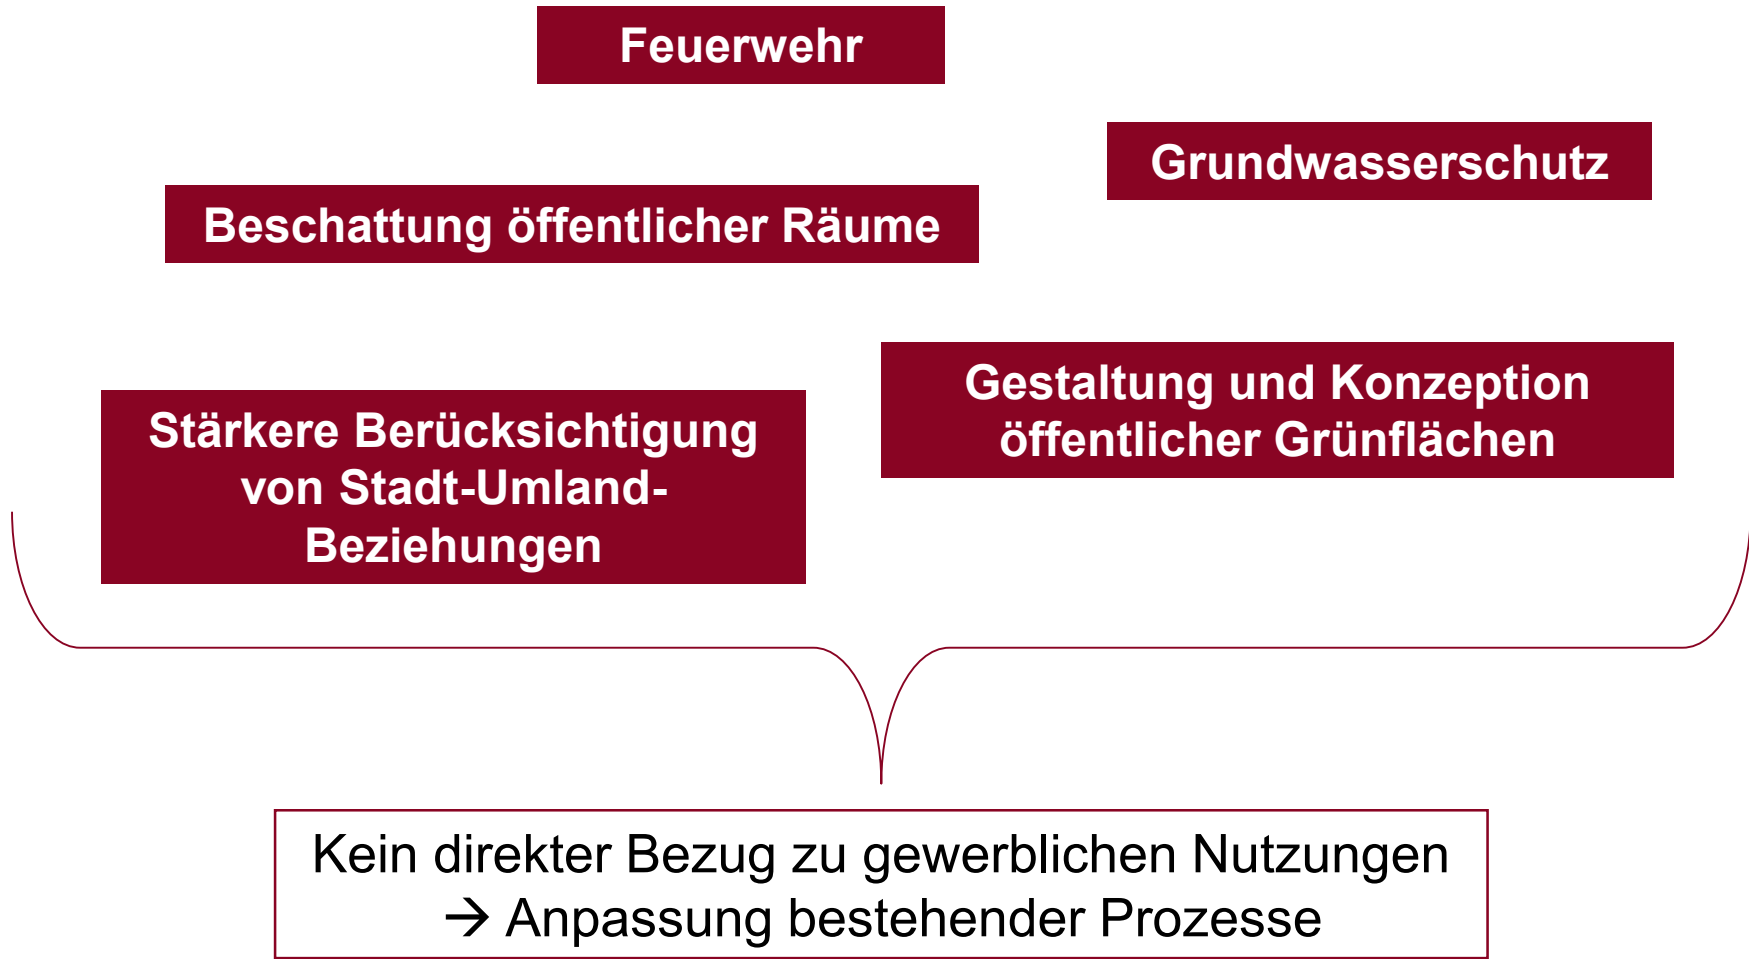 Feuerwehr
Grundwasserschutz
Beschattung öffentlicher Räume
Gestaltung und Konzeption
öffentlicher Grünflächen
Stärkere Berücksichtigung
von Stadt-Umland-
Beziehungen
Kein direkter Bezug zu gewerblichen Nutzungen
→ Anpassung bestehender Prozesse